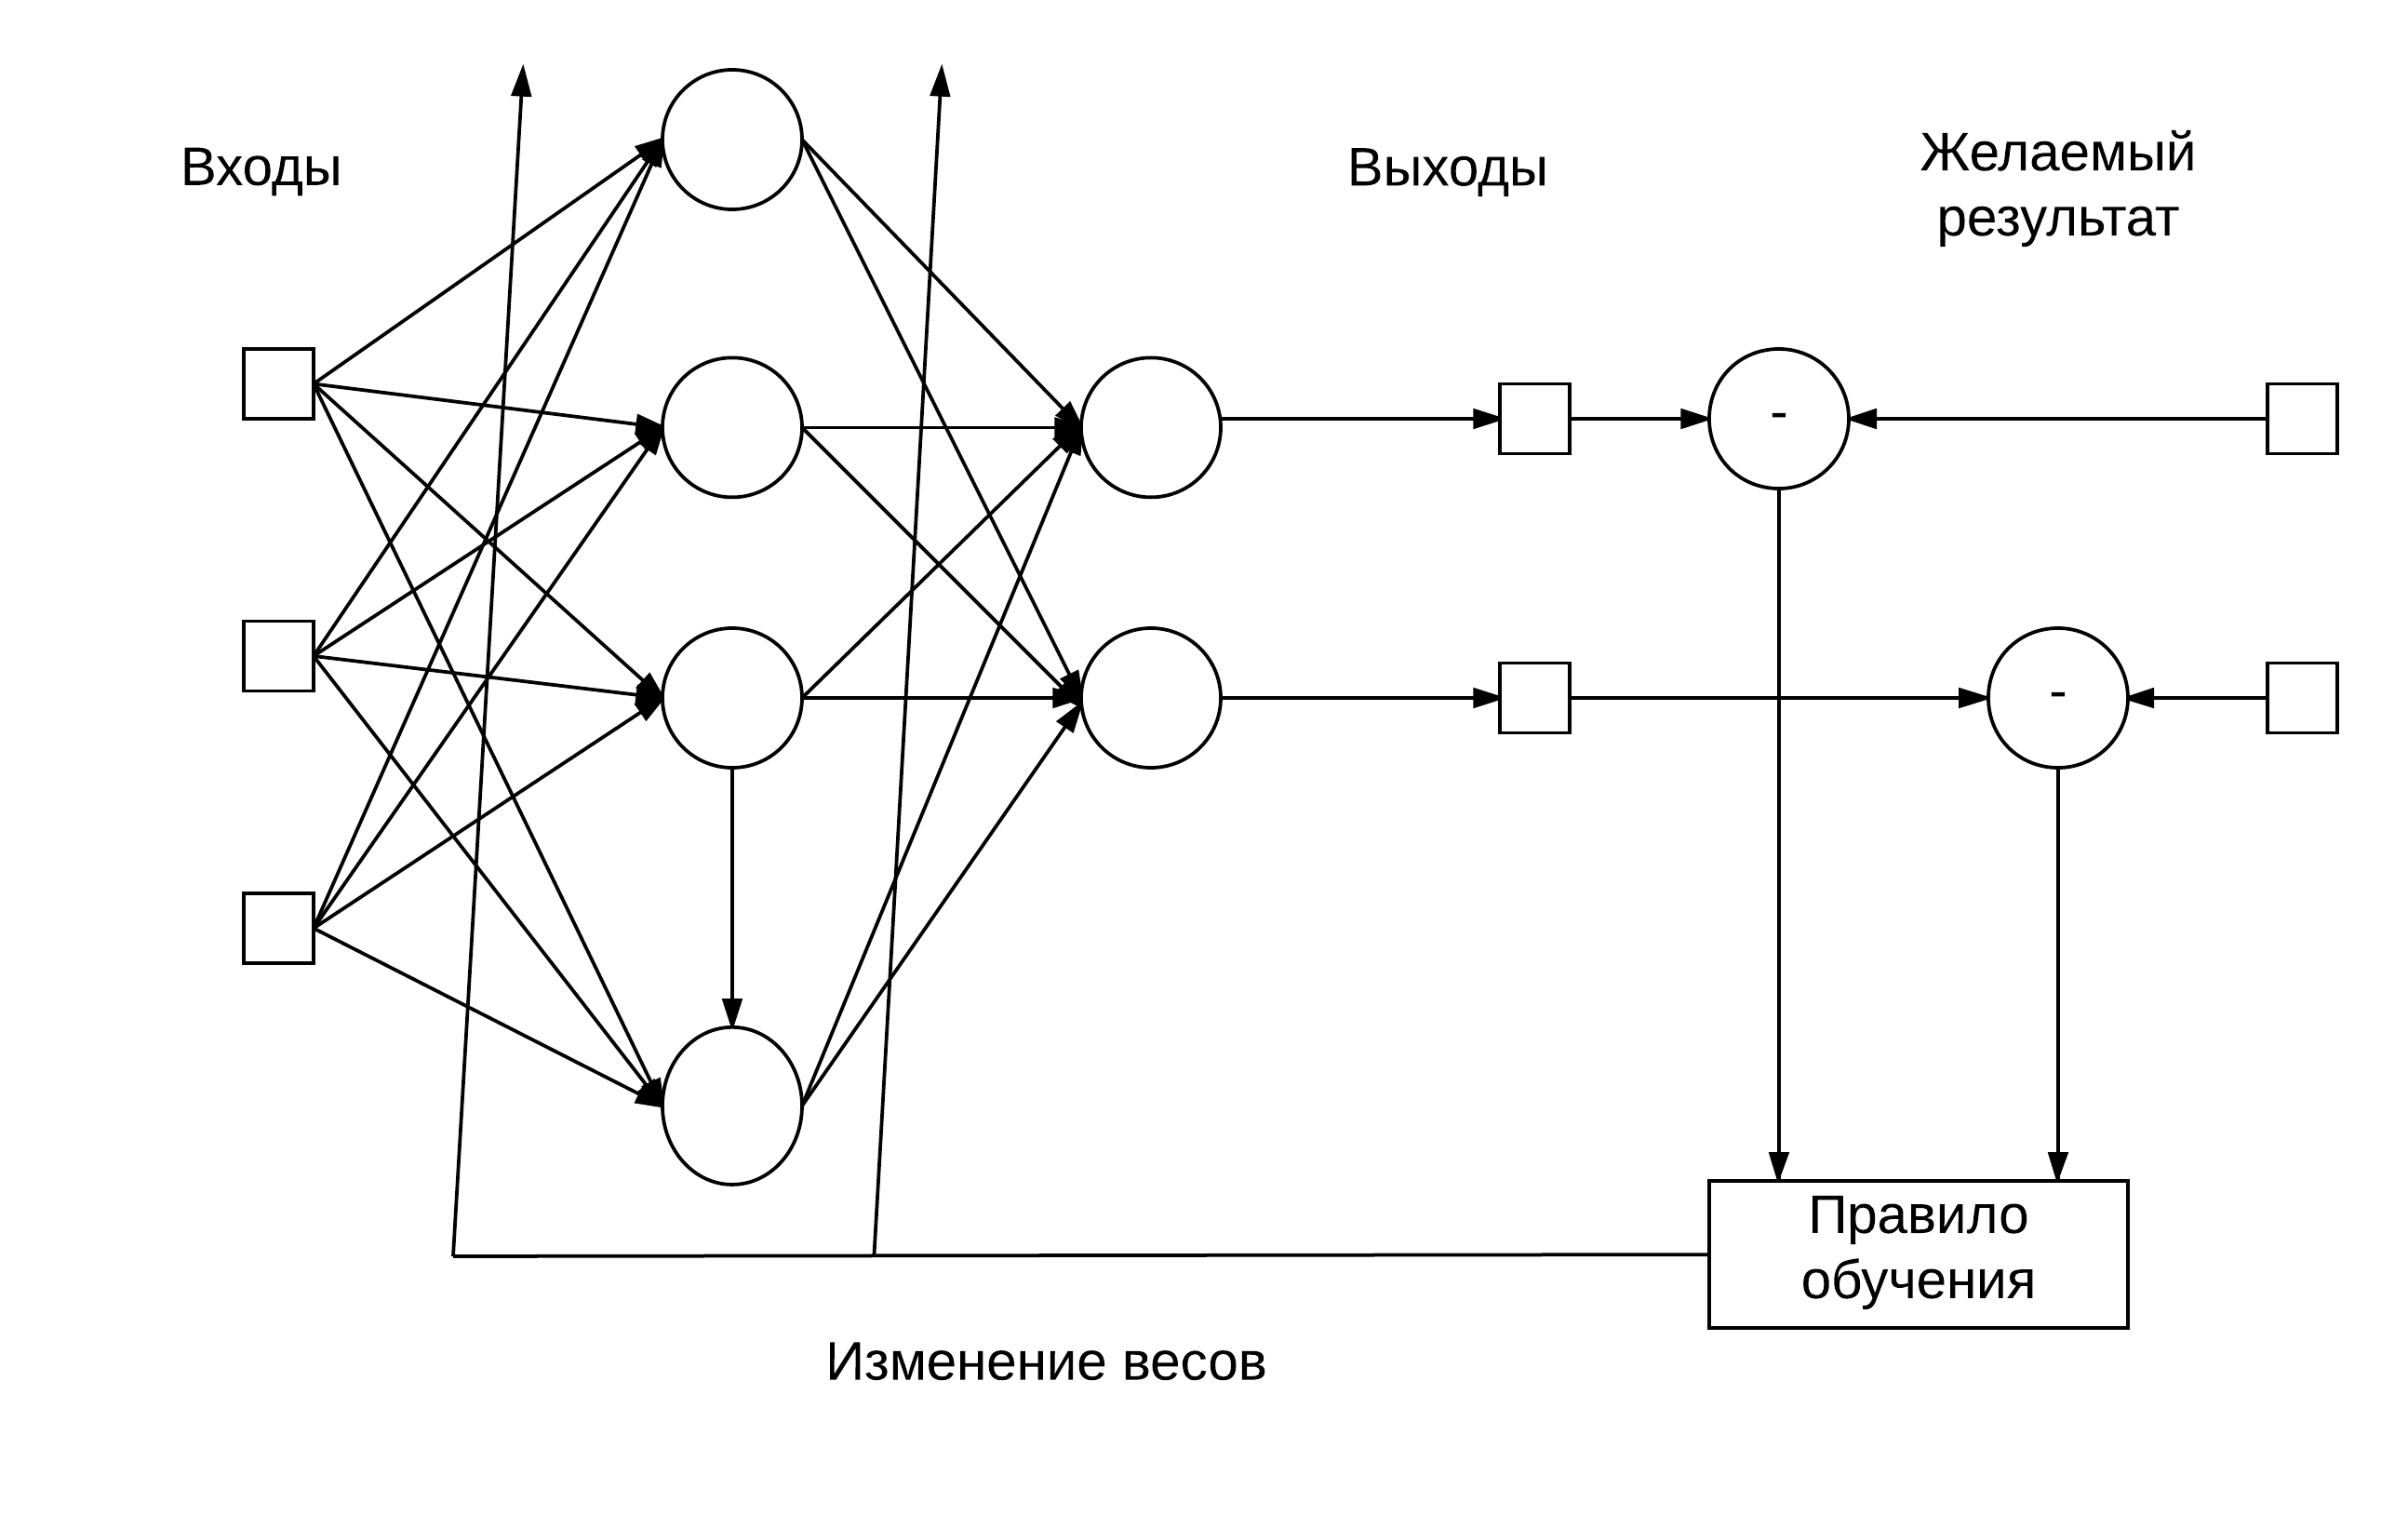 Входы
Выходы
Желаемый
результат
-
-
Правило
обучения
Изменение весов